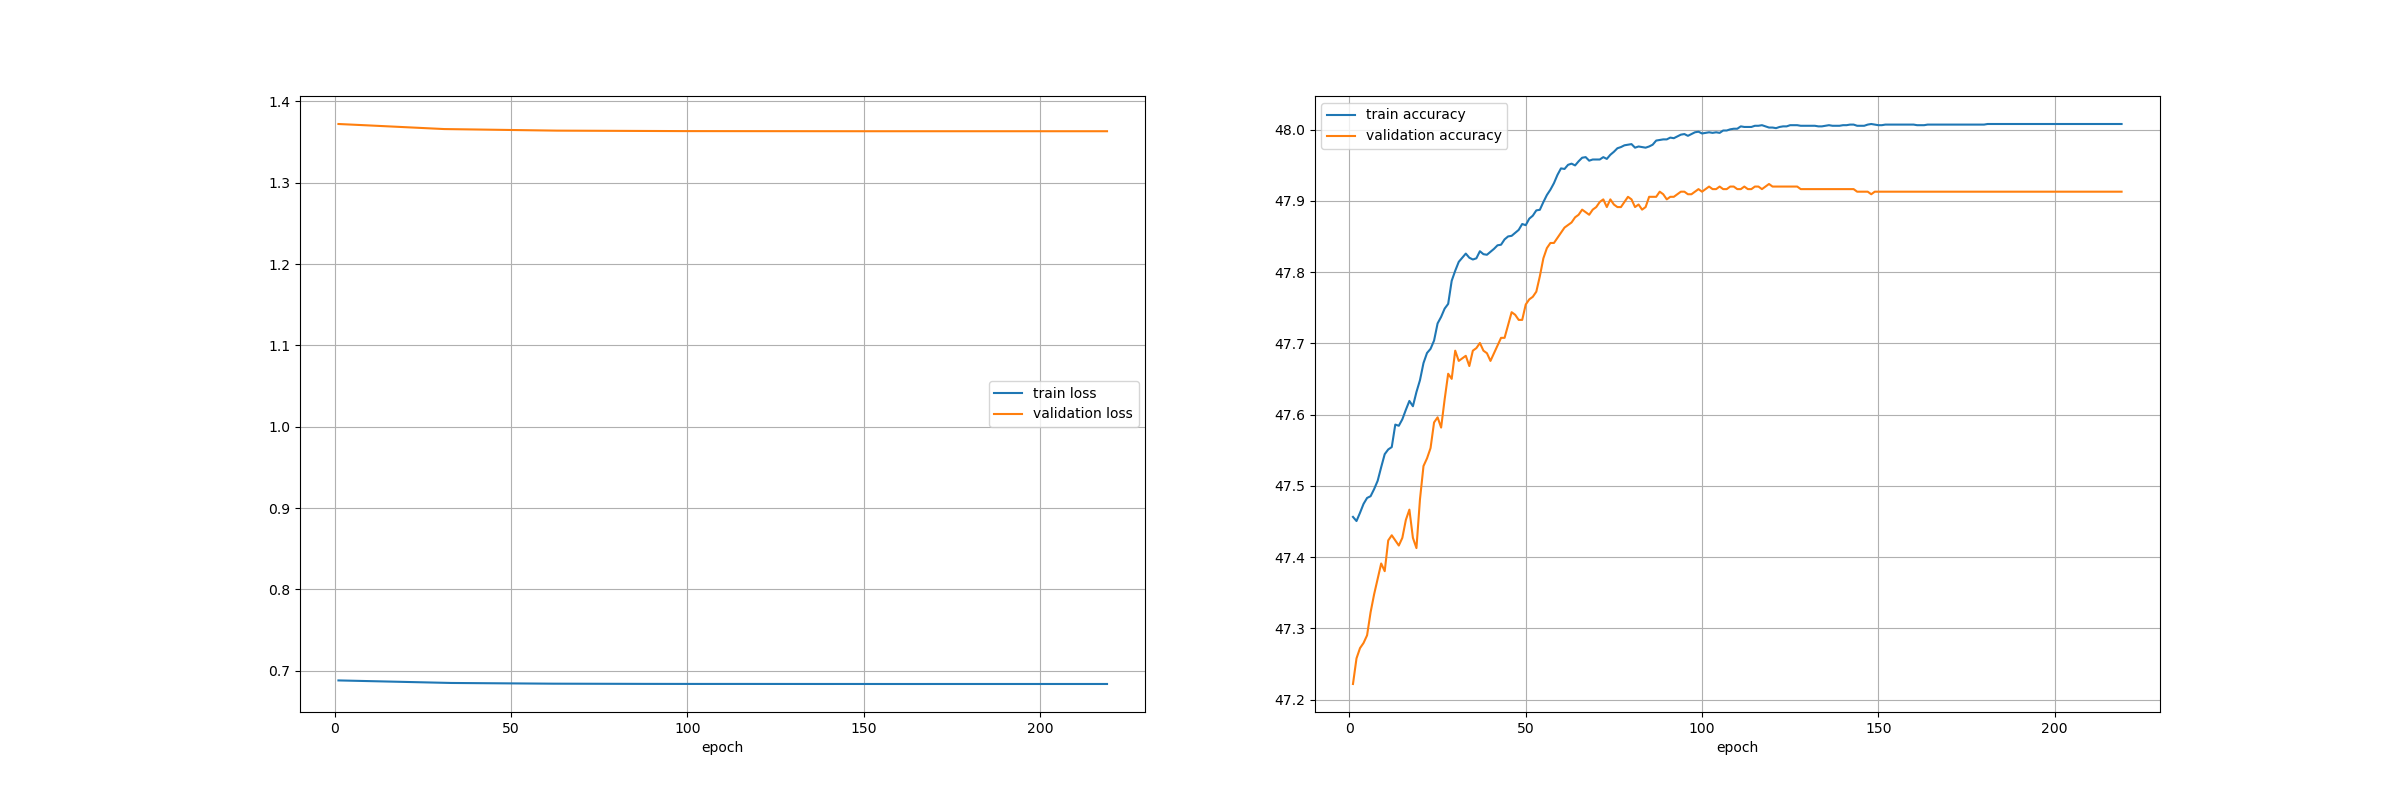 1.4
1.3
1.2
1.1
1.0
0.9
0.8
0.7
0 50 100 150 200
epoch
train loss
validation loss
48.0
47.9
47.8
47.7
47.6
47.5
47.4
47.3
47.2
0 50 100 150 200
epoch
train accuracy
validation accuracy